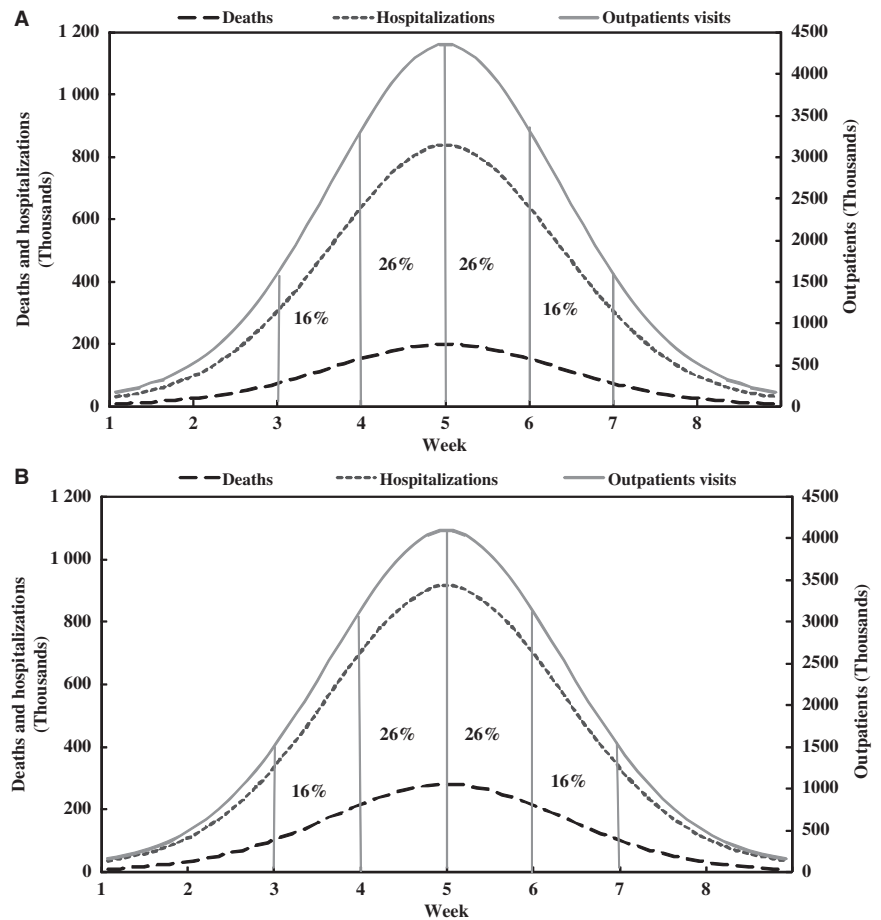 A
Deaths Hospitalizations Outpatients visits
1 200
1 000
800
600
400
200
0
Deaths and hospitalizations
(Thousands)
4500
4000
3500
3000
2500
2000
1500
1000
500
0
Outpatients (Thousands)
26% 26%
16% 16%
1 2 3 4 5 6 7 8
Week
B
Deaths Hospitalizations Outpatients visits
1 200
1 000
800
600
400
200
0
Deaths and hospitalizations
(Thousands)
4500
4000
3500
3000
2500
2000
1500
1000
500
0
Outpatients (Thousands)
26% 26%
16% 16%
1 2 3 4 5 6 7 8
Week